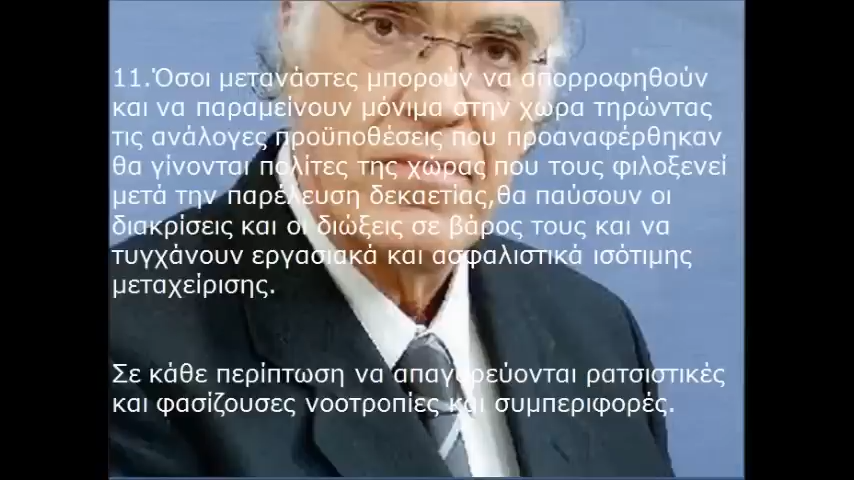 11.Όσοι μετανάστες μπορούν να απορροφηθούν
και να παραμείνουν μόνιμα στην χώρα τηρώντας
τις ανάλογες προϋποθέσεις που προαναφέρθηκαν
θα γίνονται πολίτες της χώρας που τους φιλοξενεί
μετά την παρέλευση δεκαετίας,θα παύσουν οι
διακρίσεις και οι διώξεις σε βάρος τους και να
τυγχάνουν εργασιακά και ασφαλιστικά ισότιμης
μεταχείρισης.
Σε κάθε περίπτωση να απαγορεύονται ρατσιστικές
και φασίζουσες νοοτροπίες και συμπεριφορές.